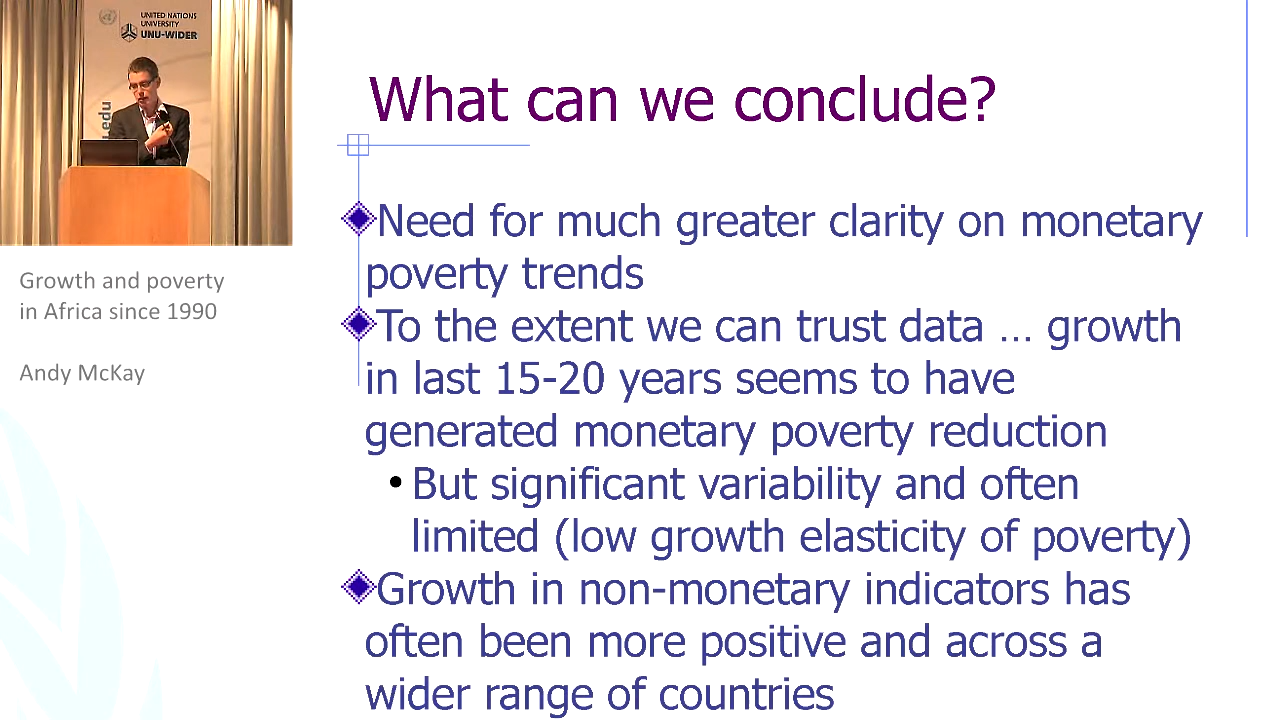 UNITED NATIONS
UNIVERSITY
UNU-WIDER
.edu
Growth and poverty
in Africa since 1990
Andy McKay
What can we conclude?
Need for much greater clarity on monetary
poverty trends
To the extent we can trust data ... growth
in last 15-20 years seems to have
generated monetary poverty reduction
• But significant variability and often
limited (low growth elasticity of poverty)
Growth in non-monetary indicators has
often been more positive and across a
wider range of countries